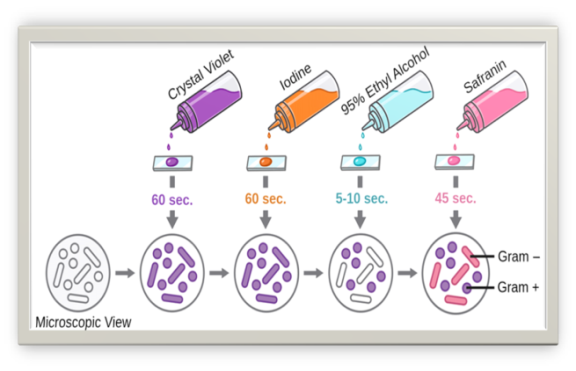 Crystal Violet
Iodine
95% Ethyl Alcohol
Safranin
60 sec.
60 sec.
5-10 sec.
45 sec.
Gram –
Gram +
Microscopic View